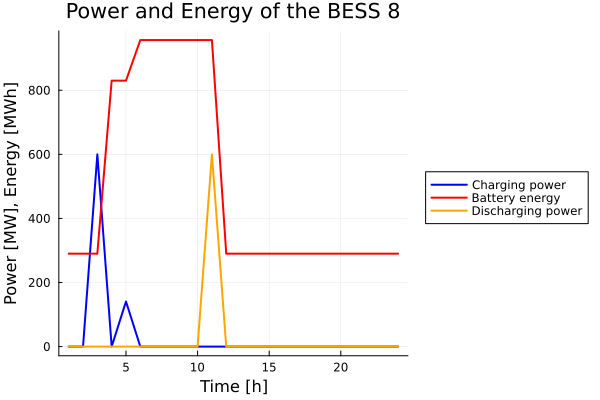 Power and Energy of the BESS 8
Power [MW], Energy [MWh]
800
600
400
200
0
5
10
15
20
Time [h]
Charging power
Battery energy
Discharging power